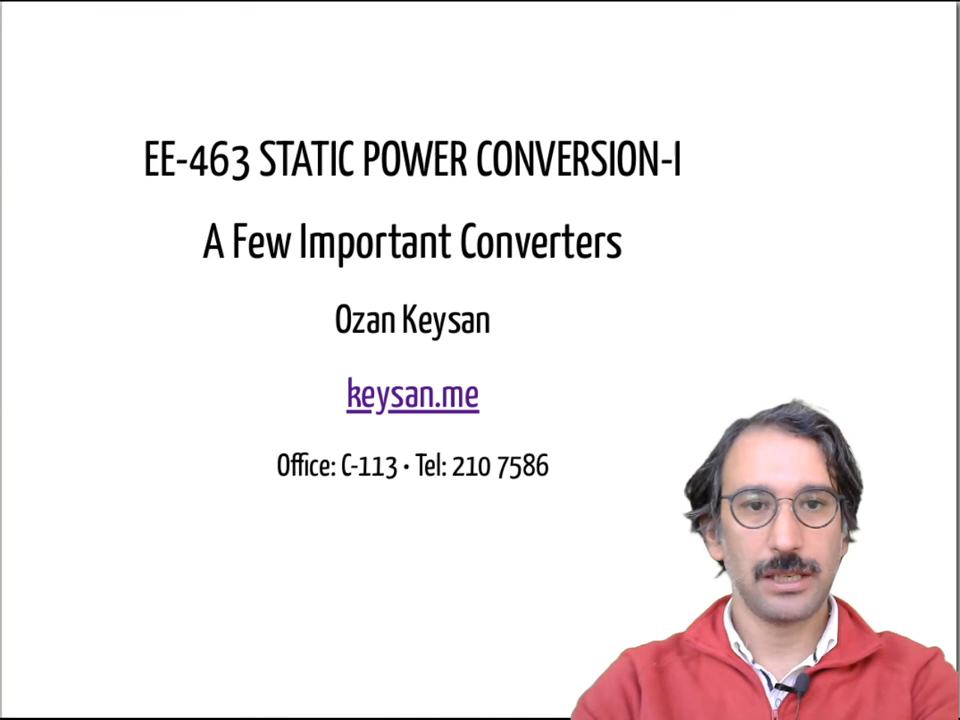 EE-463 STATIC POWER CONVERSION-I
A Few Important Converters
Ozan Keysan
keysan.me
Office: C-113 • Tel: 210 7586